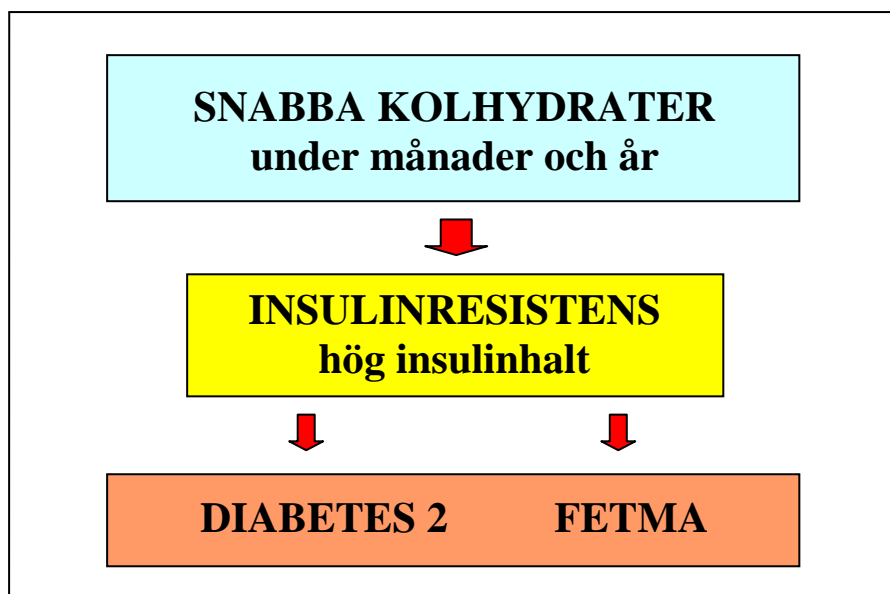 SNABBA KOLHYDRATER
under månader och år
INSULINRESISTENS
hög insulinhalt
DIABETES 2 FETMA